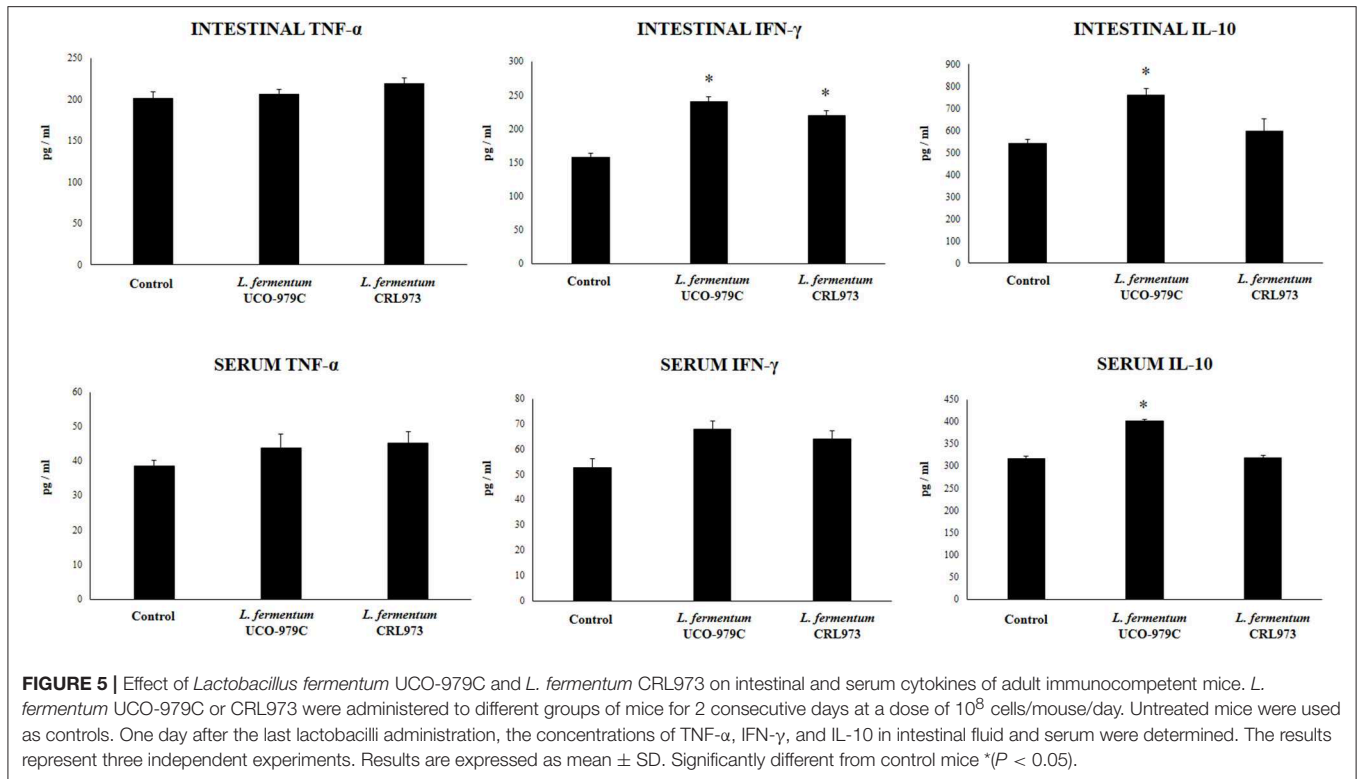 INTESTINAL TNF-α
250
200
150
100
50
0
pg / ml
Control
L. fermentum
UCO-979C
L. fermentum
CRL973
INTESTINAL IFN-γ
300
250
200
150
100
50
0
pg / ml
*
*
Control
L. fermentum
UCO-979C
L. fermentum
CRL973
INTESTINAL IL-10
900
800
700
600
500
400
300
200
100
0
pg / ml
*
Control
L. fermentum
UCO-979C
L. fermentum
CRL973
SERUM TNF-α
60
50
40
30
20
10
0
pg / ml
Control
L. fermentum
UCO-979C
L. fermentum
CRL973
SERUM IFN-γ
80
70
60
50
40
30
20
10
0
pg / ml
Control
L. fermentum
UCO-979C
L. fermentum
CRL973
SERUM IL-10
450
400
350
300
250
200
150
100
50
0
pg / ml
*
Control
L. fermentum
UCO-979C
L. fermentum
CRL973
FIGURE 5 | Effect of Lactobacillus fermentum UCO-979C and L. fermentum CRL973 on intestinal and serum cytokines of adult immunocompetent mice. L.
fermentum UCO-979C or CRL973 were administered to different groups of mice for 2 consecutive days at a dose of 10⁸ cells/mouse/day. Untreated mice were used
as controls. One day after the last lactobacilli administration, the concentrations of TNF-α, IFN-γ, and IL-10 in intestinal fluid and serum were determined. The results
represent three independent experiments. Results are expressed as mean ± SD. Significantly different from control mice *(P < 0.05).